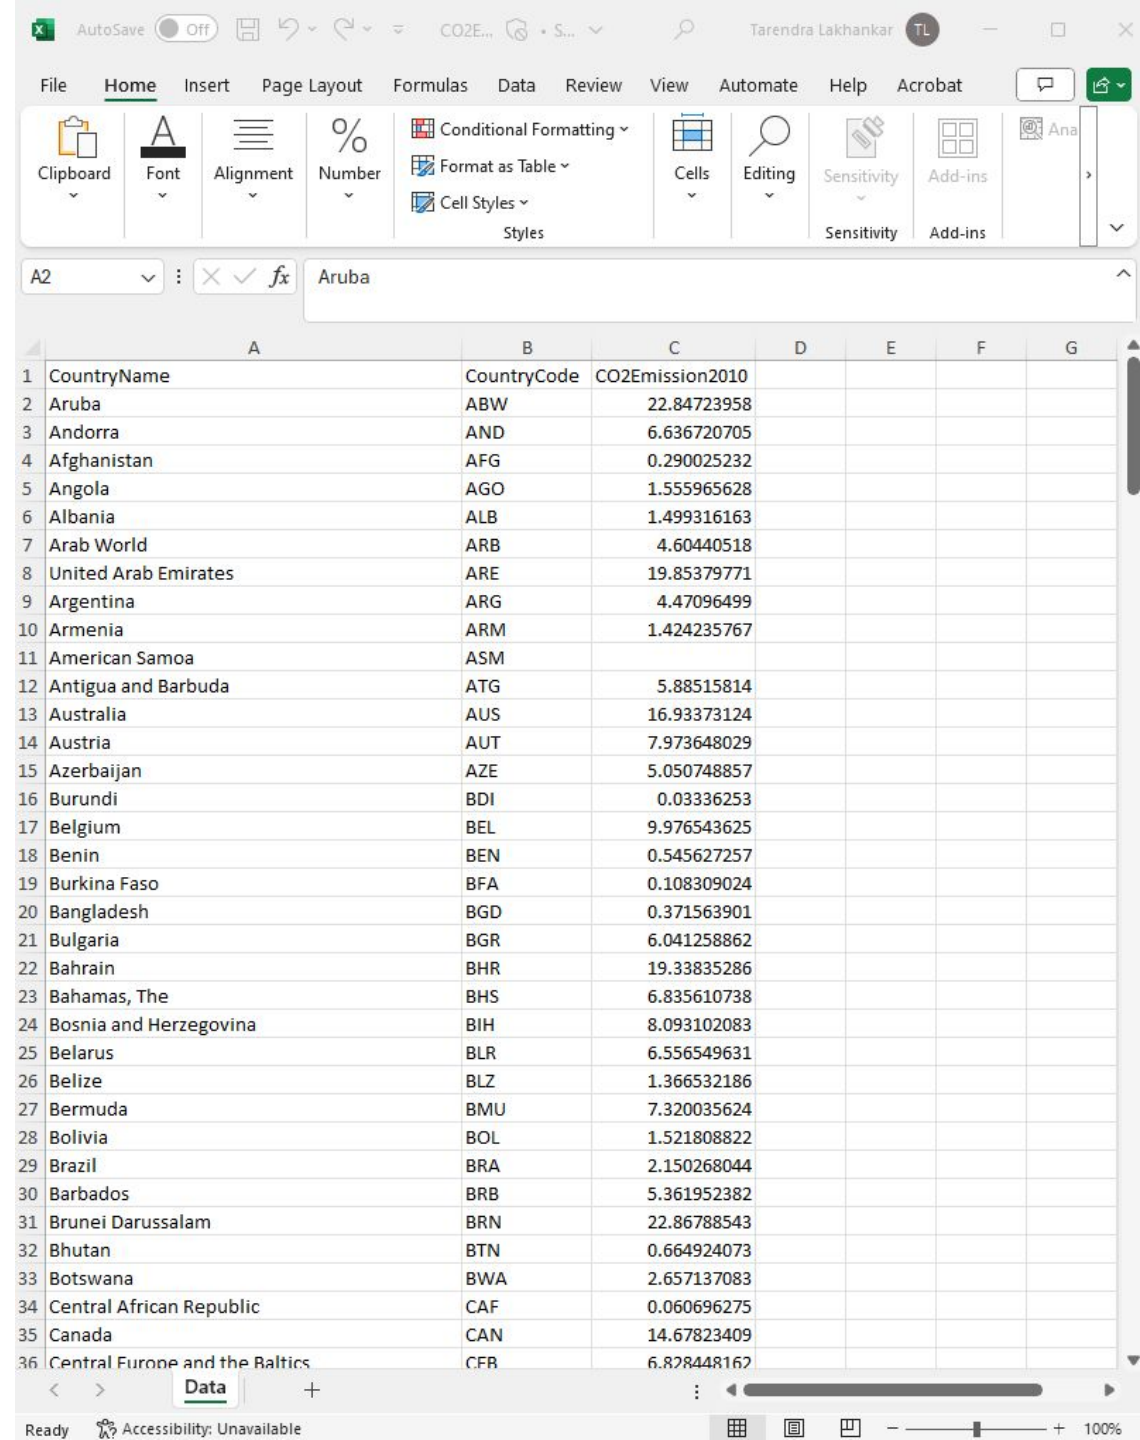 AutoSave Off CO2E... • S... Tarendra Lakhankar TL
File Home Insert Page Layout Formulas Data Review View Automate Help Acrobat
Clipboard Font Alignment Number Conditional Formatting Format as Table Cell Styles Cells Editing Sensitivity Add-ins Ana
Styles Sensitivity Add-ins
A2 fx Aruba
A B C D E F G
1 CountryName CountryCode CO2Emission2010
2 Aruba ABW 22.84723958
3 Andorra AND 6.636720705
4 Afghanistan AFG 0.290025232
5 Angola AGO 1.555965628
6 Albania ALB 1.499316163
7 Arab World ARB 4.60440518
8 United Arab Emirates ARE 19.85379771
9 Argentina ARG 4.47096499
10 Armenia ARM 1.424235767
11 American Samoa ASM
12 Antigua and Barbuda ATG 5.88515814
13 Australia AUS 16.93373124
14 Austria AUT 7.973648029
15 Azerbaijan AZE 5.050748857
16 Burundi BDI 0.03336253
17 Belgium BEL 9.976543625
18 Benin BEN 0.545627257
19 Burkina Faso BFA 0.108309024
20 Bangladesh BGD 0.371563901
21 Bulgaria BGR 6.041258862
22 Bahrain BHR 19.33835286
23 Bahamas, The BHS 6.835610738
24 Bosnia and Herzegovina BIH 8.093102083
25 Belarus BLR 6.556549631
26 Belize BLZ 1.366532186
27 Bermuda BMU 7.320035624
28 Bolivia BOL 1.521808822
29 Brazil BRA 2.150268044
30 Barbados BRB 5.361952382
31 Brunei Darussalam BRN 22.86788543
32 Bhutan BTN 0.664924073
33 Botswana BWA 2.657137083
34 Central African Republic CAF 0.060696275
35 Canada CAN 14.67823409
36 Central Europe and the Baltics CEB 6.828448162
Data
Ready Accessibility: Unavailable 100%